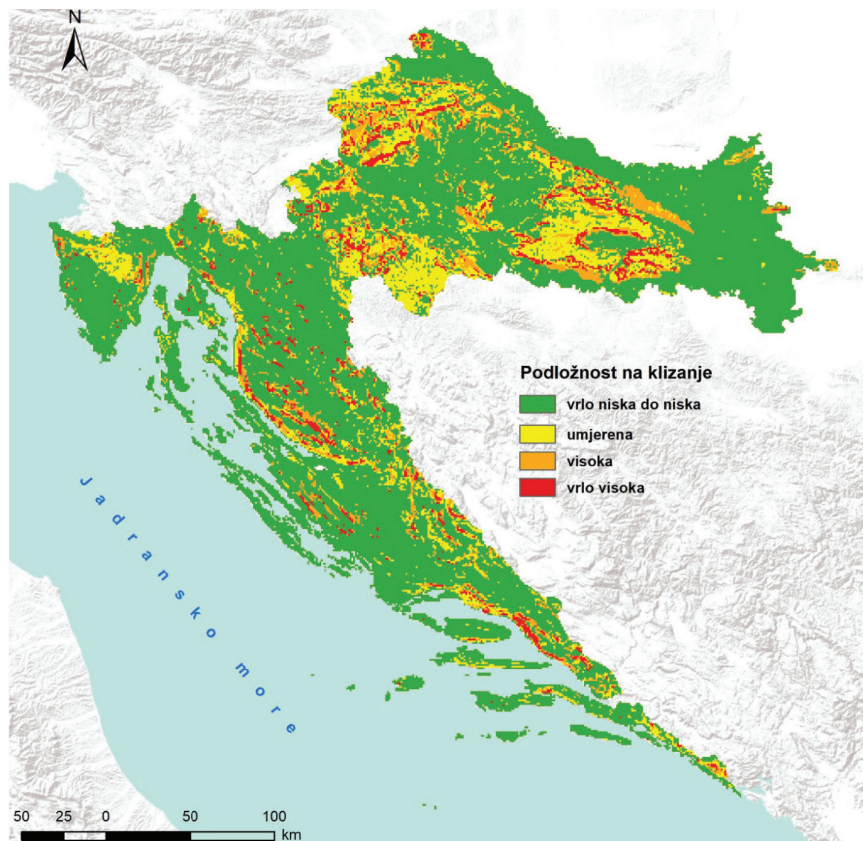 N
Podložnost na klizanje
vrlo niska do niska
umjerena
visoka
vrlo visoka
Jadransko more
50 25 0 50 100
km